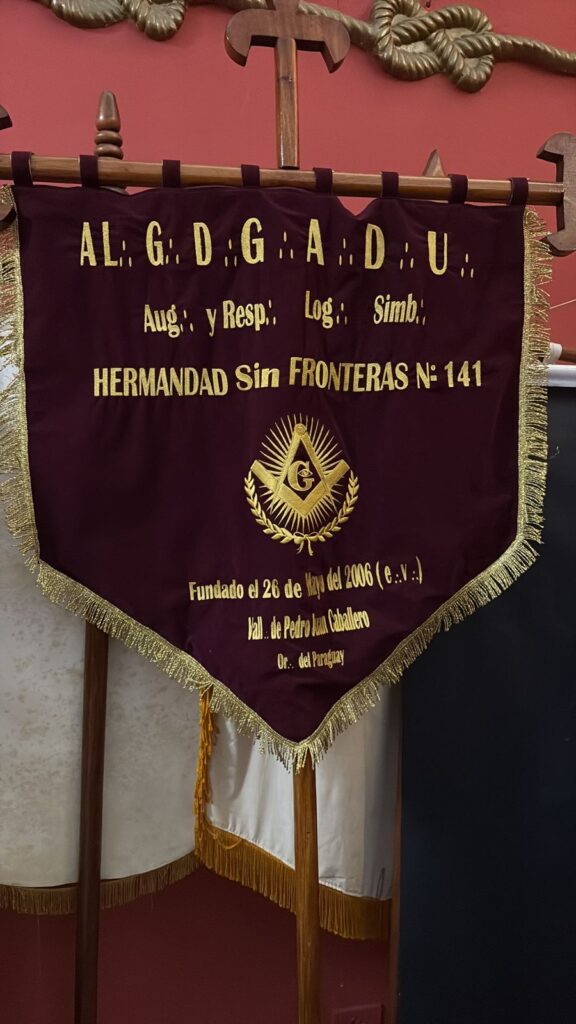 AL∴ G∴ D∴ G∴ A∴ D∴ U∴
Aug∴ y Resp∴ Log∴ Simb∴
HERMANDAD Sin FRONTERAS Nº 141
G
Fundado el 26 de Mayo del 2006 ( e∴v∴)
Vall∴ de Pedro Juan Caballero
Or∴ del Paraguay